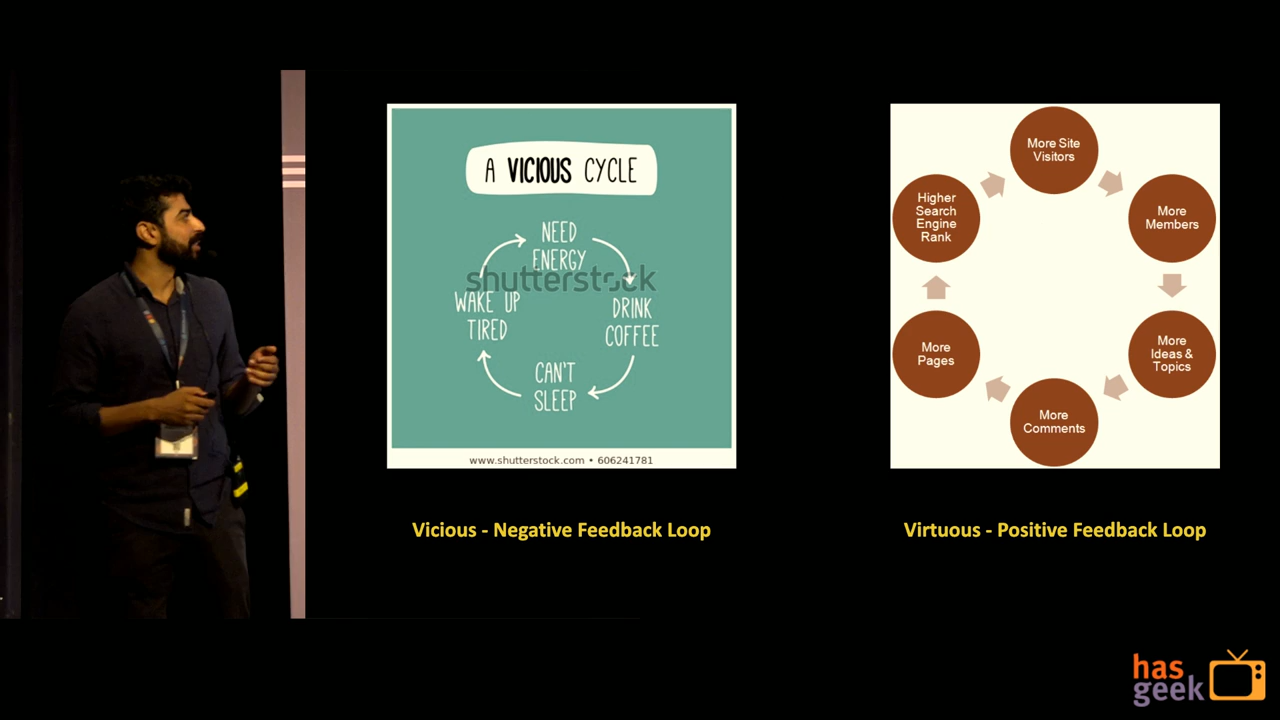 A VICIOUS CYCLE
NEED
ENERGY
shutterstock
WAKE UP
TIRED
DRINK
COFFEE
CAN'T
SLEEP
www.shutterstock.com • 606241781
Vicious - Negative Feedback Loop
More Site
Visitors
More
Members
More
Ideas &
Topics
More
Comments
More
Pages
Higher
Search
Engine
Rank
Virtuous - Positive Feedback Loop
has
geek